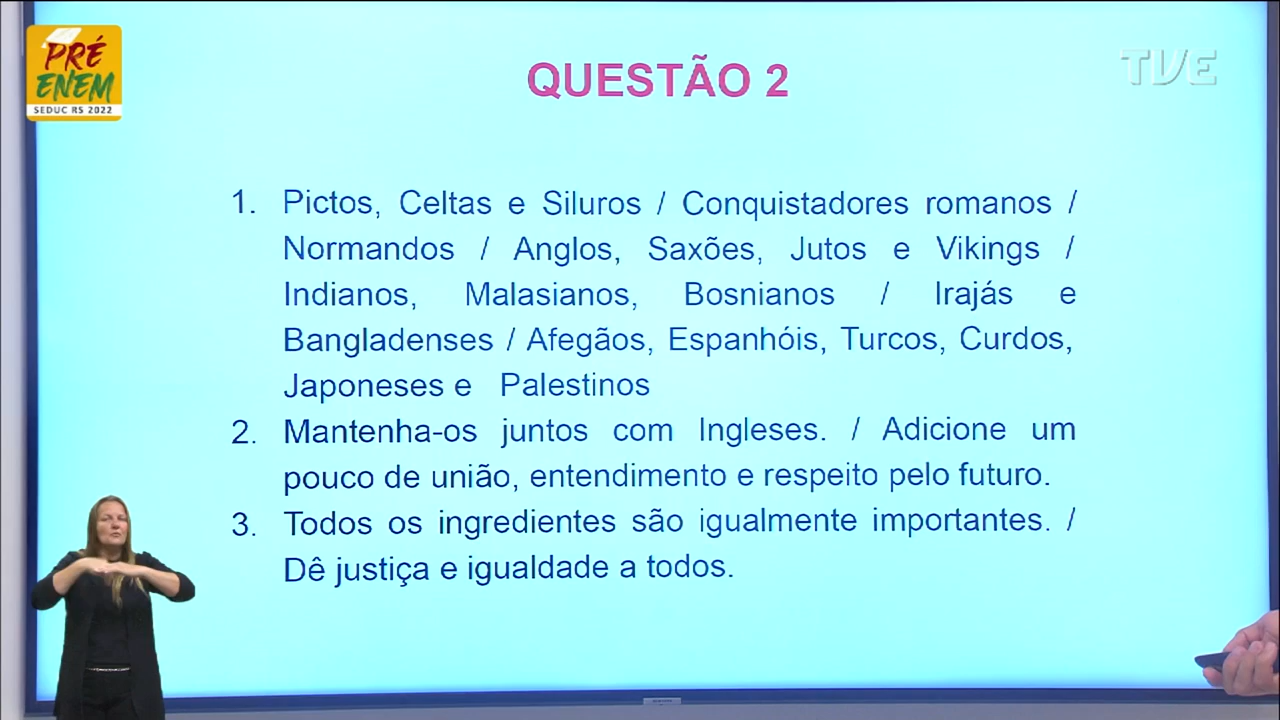 PRÉ
ENEM
SEDUC RS 2022
TVE
QUESTÃO 2
1. Pictos, Celtas e Siluros / Conquistadores romanos /
Normandos / Anglos, Saxões, Jutos e Vikings /
Indianos, Malasianos, Bosnianos / Irajás e
Bangladenses / Afegãos, Espanhóis, Turcos, Curdos,
Japoneses e Palestinos
2. Mantenha-os juntos com Ingleses. / Adicione um
pouco de união, entendimento e respeito pelo futuro.
3. Todos os ingredientes são igualmente importantes. /
Dê justiça e igualdade a todos.